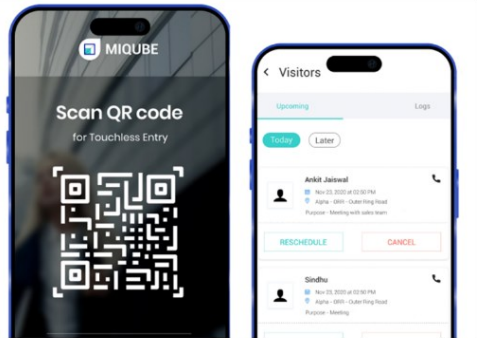 MIQUBE
Scan QR code
for Touchless Entry
Visitors
Upcoming
Logs
Today
Later
Ankit Jaiswal
Nov 23, 2020 at 02:50 PM
Alpha - ORR - Outer Ring Road
Purpose - Meeting with sales team
RESCHEDULE
CANCEL
Sindhu
Nov 23, 2020 at 03:50 PM
Alpha - ORR - Outer Ring Road
Purpose - Meeting